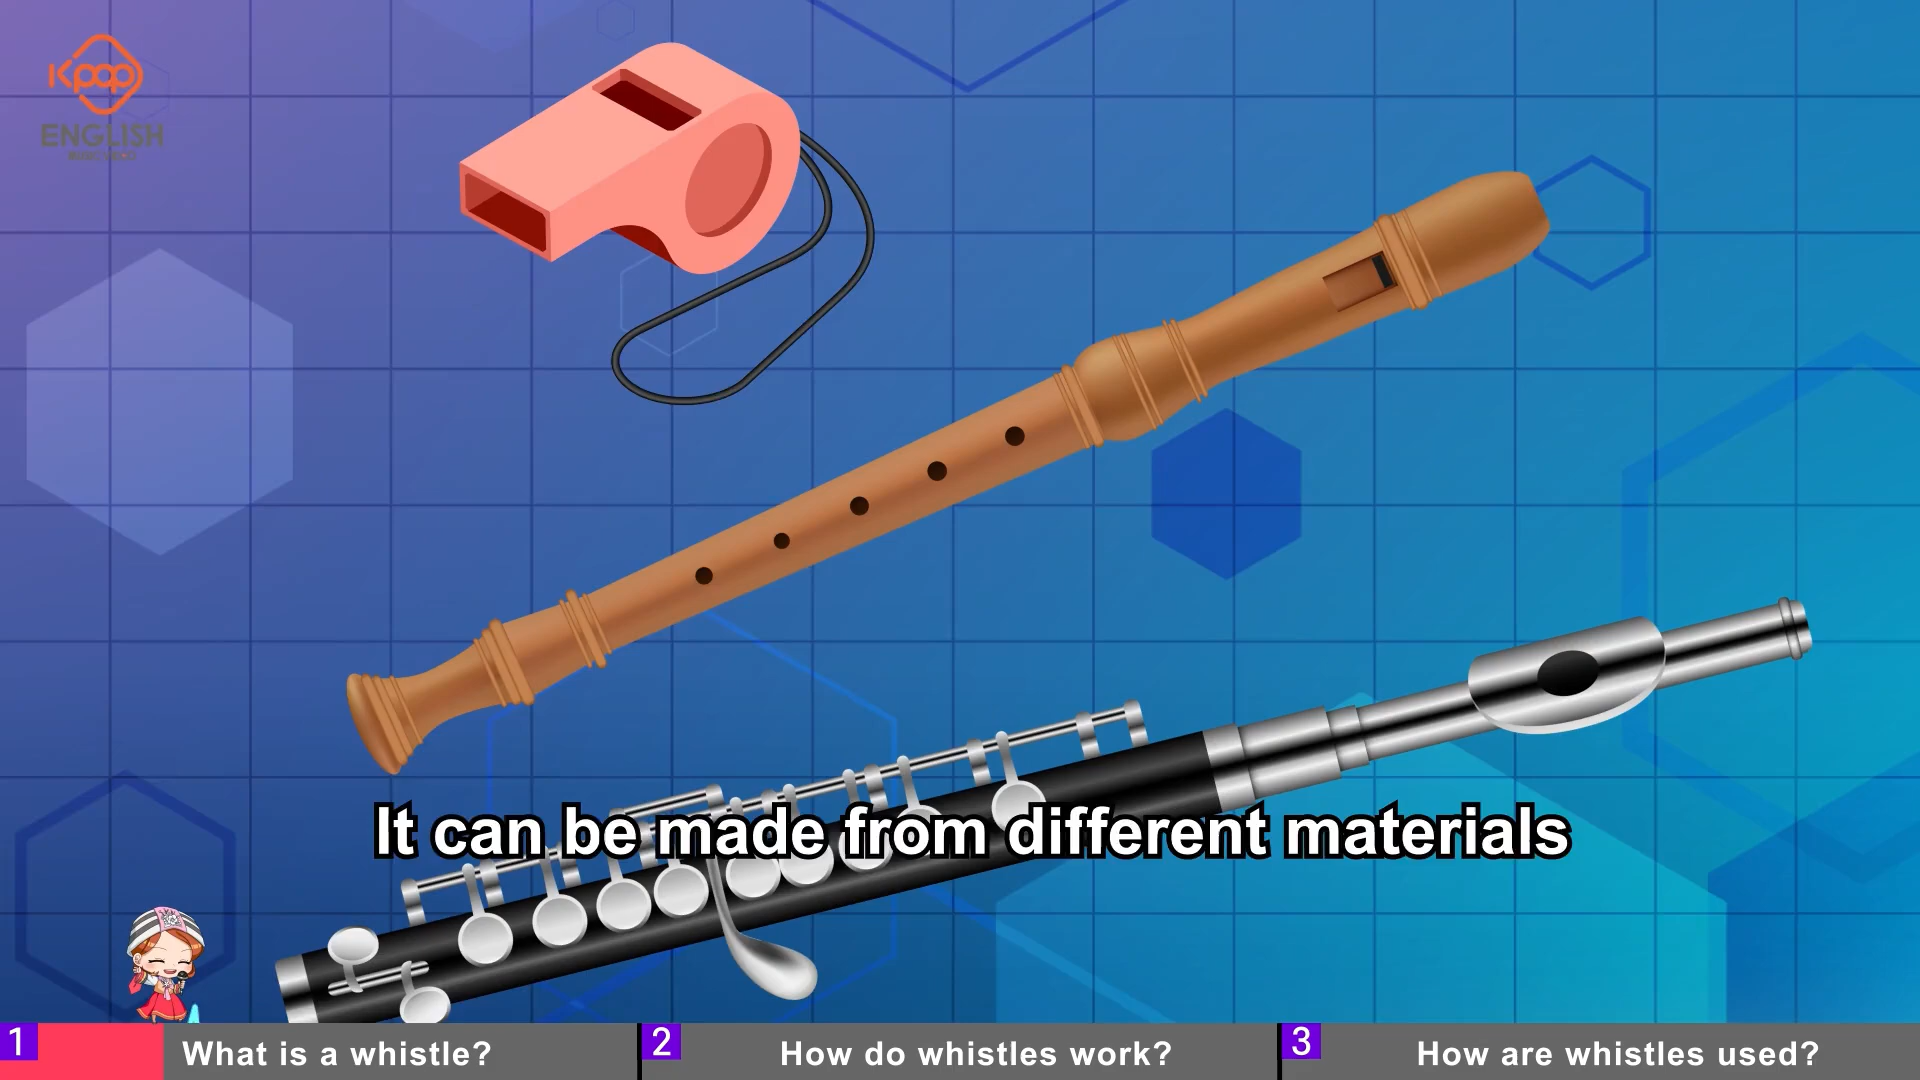 Kpop
ENGLISH
It can be made from different materials
1 What is a whistle?
2 How do whistles work?
3 How are whistles used?